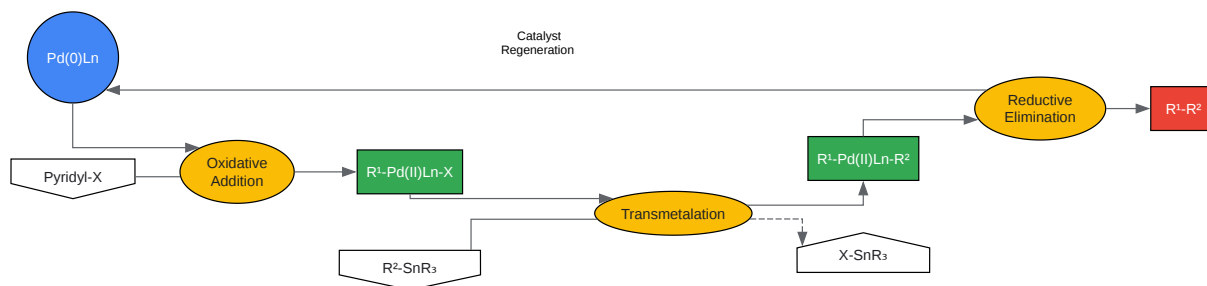 Catalyst
Regeneration
Pd(0)Ln
Reductive
Elimination
R¹-R²
Pyridyl-X
Oxidative
Addition
R¹-Pd(II)Ln-X
R¹-Pd(II)Ln-R²
Transmetalation
R²-SnR₃
X-SnR₃